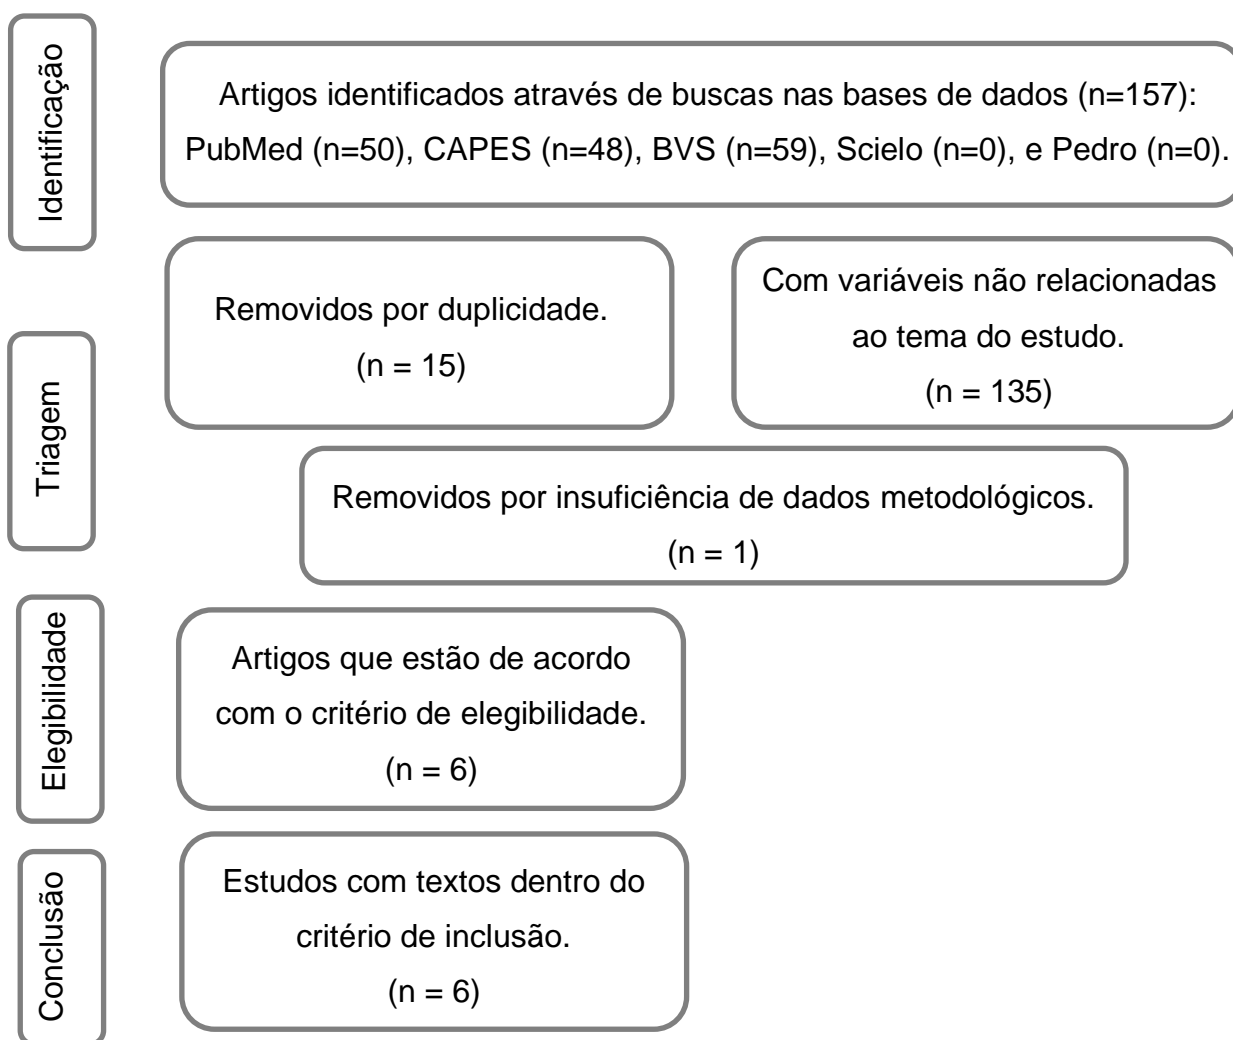 Identificação
Artigos identificados através de buscas nas bases de dados (n=157):
PubMed (n=50), CAPES (n=48), BVS (n=59), Scielo (n=0), e Pedro (n=0).
Triagem
Removidos por duplicidade.
(n = 15)
Com variáveis não relacionadas
ao tema do estudo.
(n = 135)
Removidos por insuficiência de dados metodológicos.
(n = 1)
Elegibilidade
Artigos que estão de acordo
com o critério de elegibilidade.
(n = 6)
Conclusão
Estudos com textos dentro do
critério de inclusão.
(n = 6)